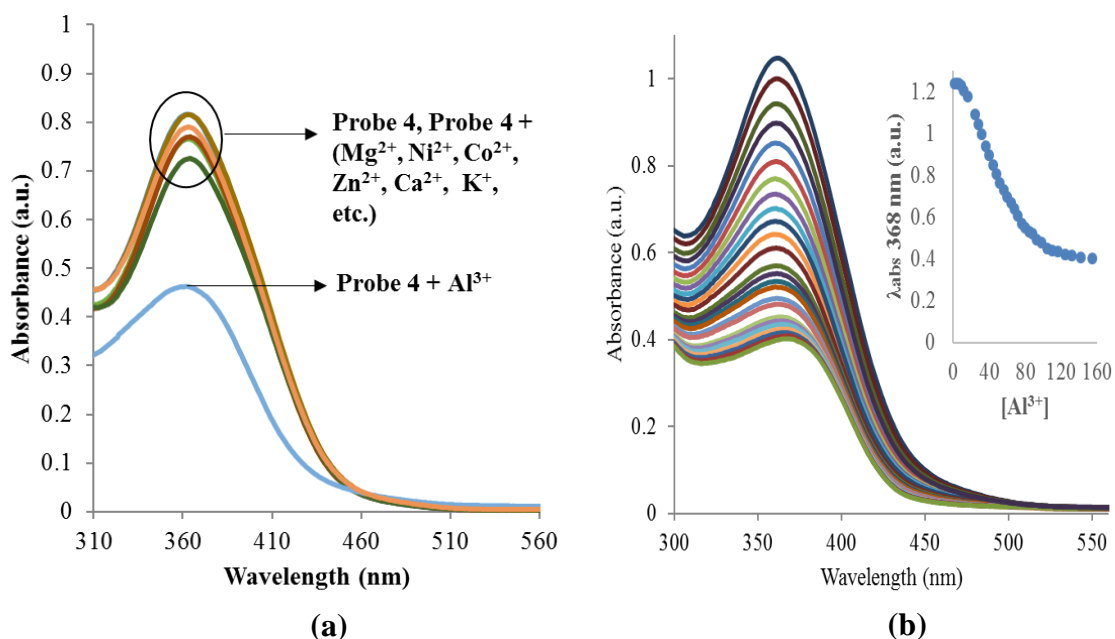 1
0.9
0.8
0.7
0.6
0.5
0.4
0.3
0.2
0.1
0
Absorbance (a.u.)
310 360 410 460 510 560
Wavelength (nm)
Probe 4, Probe 4 +
(Mg²⁺, Ni²⁺, Co²⁺,
Zn²⁺, Ca²⁺, K⁺,
etc.)
Probe 4 + Al³⁺
(a)
1
0.8
0.6
0.4
0.2
0
Absorbance (a.u.)
300 350 400 450 500 550
Wavelength (nm)
1.2
1
0.8
0.6
0.4
0.2
0
λabs 368 nm (a.u.)
0 40 80 120 160
[Al³⁺]
(b)